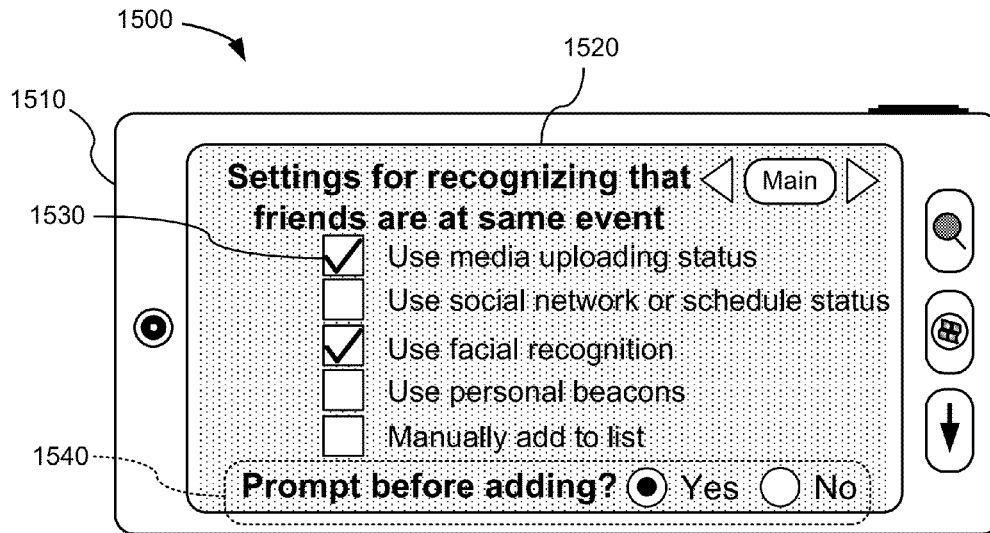 1500
1520
1510
Settings for recognizing that
friends are at same event
Main
1530
Use media uploading status
Use social network or schedule status
Use facial recognition
Use personal beacons
Manually add to list
1540
Prompt before adding? Yes No